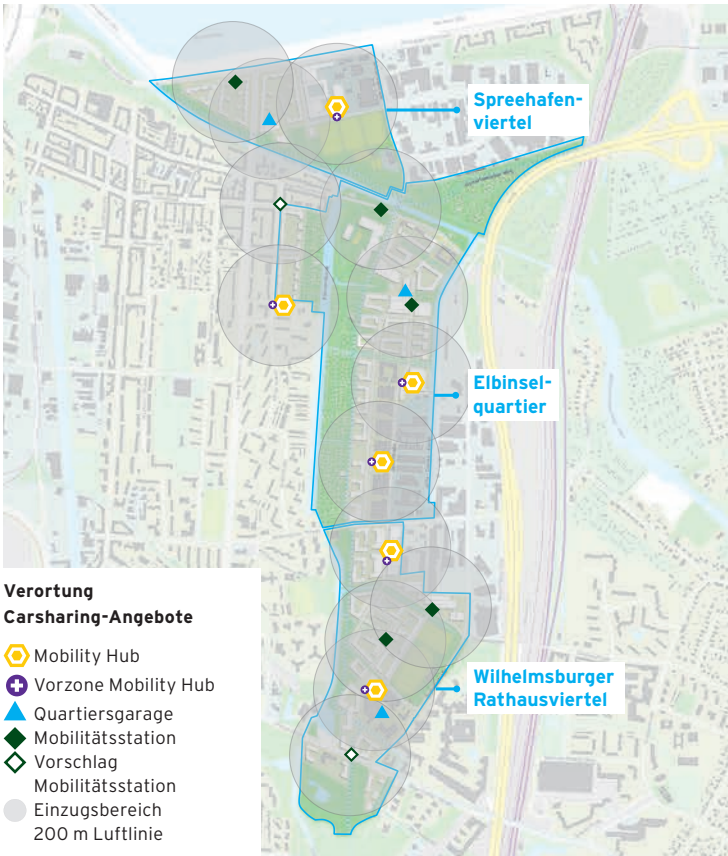 Spreehafen-
viertel
Elbinsel-
quartier
Wilhelmsburger
Rathausviertel
Verortung
Carsharing-Angebote
Mobility Hub
Vorzone Mobility Hub
Quartiersgarage
Mobilitätsstation
Vorschlag
Mobilitätsstation
Einzugsbereich
200 m Luftlinie